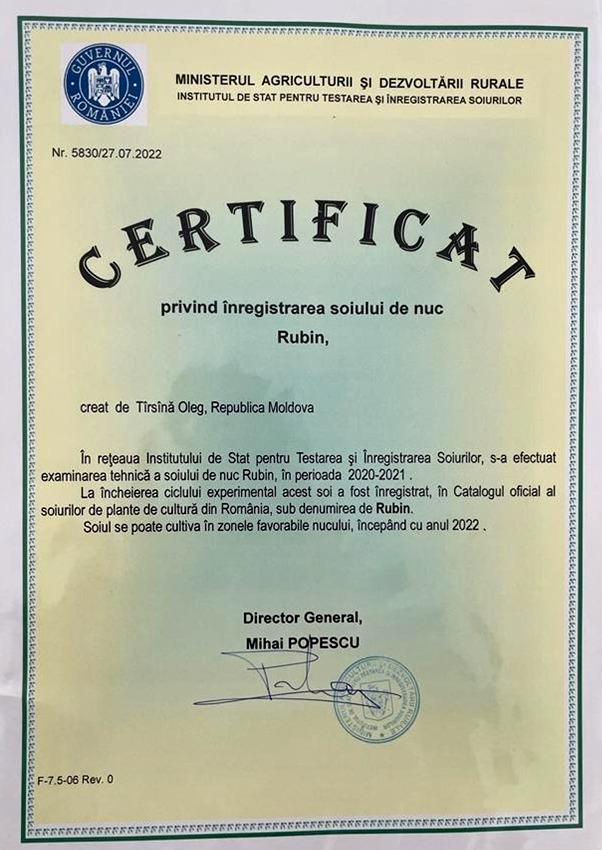 GUVERNUL ROMÂNIEI
MINISTERUL AGRICULTURII ŞI DEZVOLTĂRII RURALE
INSTITUTUL DE STAT PENTRU TESTAREA ŞI ÎNREGISTRAREA SOIURILOR
Nr. 5830/27.07.2022
CERTIFICAT
privind înregistrarea soiului de nuc
Rubin,
creat de Tîrsînă Oleg, Republica Moldova
În reţeaua Institutului de Stat pentru Testarea şi Înregistrarea Soiurilor, s-a efectuat
examinarea tehnică a soiului de nuc Rubin, în perioada 2020-2021 .
La încheierea ciclului experimental acest soi a fost înregistrat, în Catalogul oficial al
soiurilor de plante de cultură din România, sub denumirea de Rubin.
Soiul se poate cultiva în zonele favorabile nucului, începând cu anul 2022 .
Director General,
Mihai POPESCU
F-7.5-06 Rev. 0